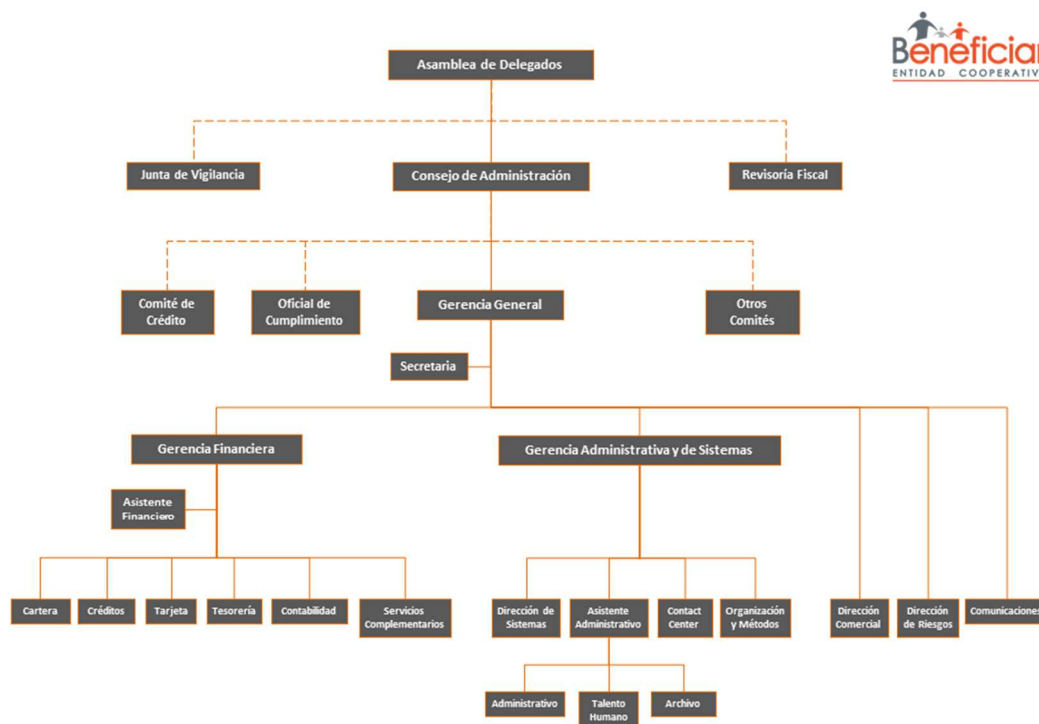 Beneficiar
ENTIDAD COOPERATIVA
Asamblea de Delegados
Junta de Vigilancia
Consejo de Administración
Revisoría Fiscal
Comité de
Crédito
Oficial de
Cumplimiento
Gerencia General
Otros
Comités
Secretaria
Gerencia Financiera
Gerencia Administrativa y de Sistemas
Asistente
Financiero
Cartera
Créditos
Tarjeta
Tesorería
Contabilidad
Servicios
Complementarios
Dirección de
Sistemas
Asistente
Administrativo
Contact
Center
Organización
y Métodos
Dirección
Comercial
Dirección
de Riesgos
Comunicaciones
Administrativo
Talento
Humano
Archivo